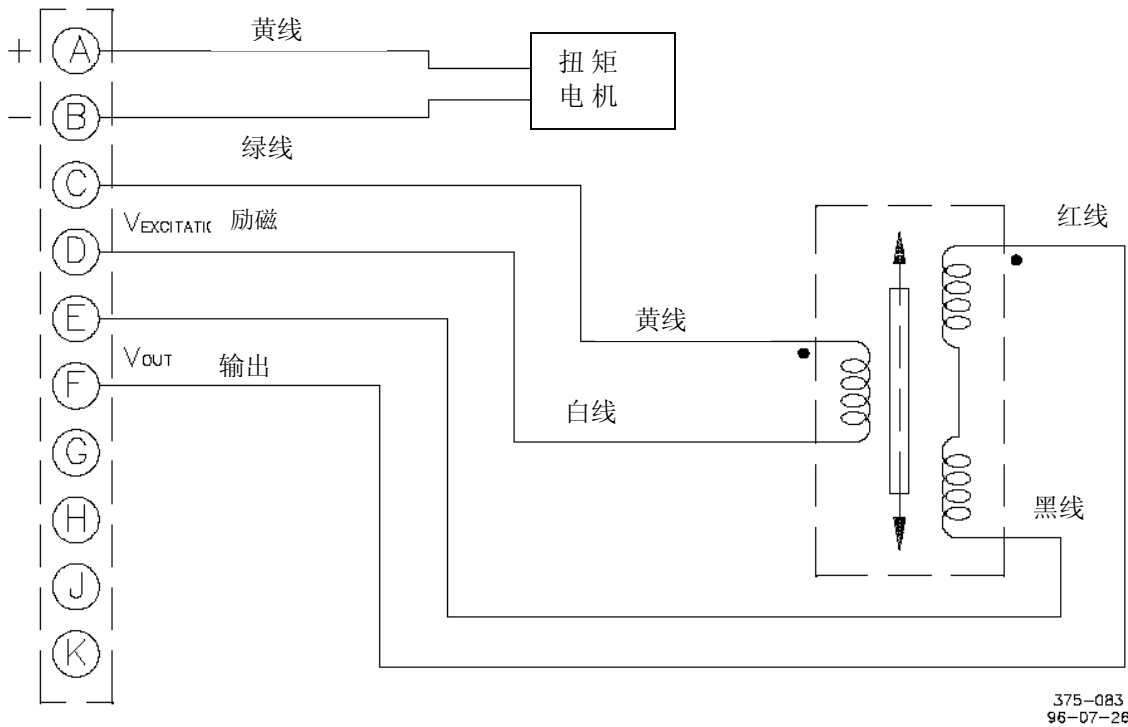 黄线
+ A
扭矩
电机
- B
绿线
C
VEXCITATI 励磁
红线
D
E
黄线
VOUT 输出
F
白线
G
黑线
H
J
K
375-083
96-07-26